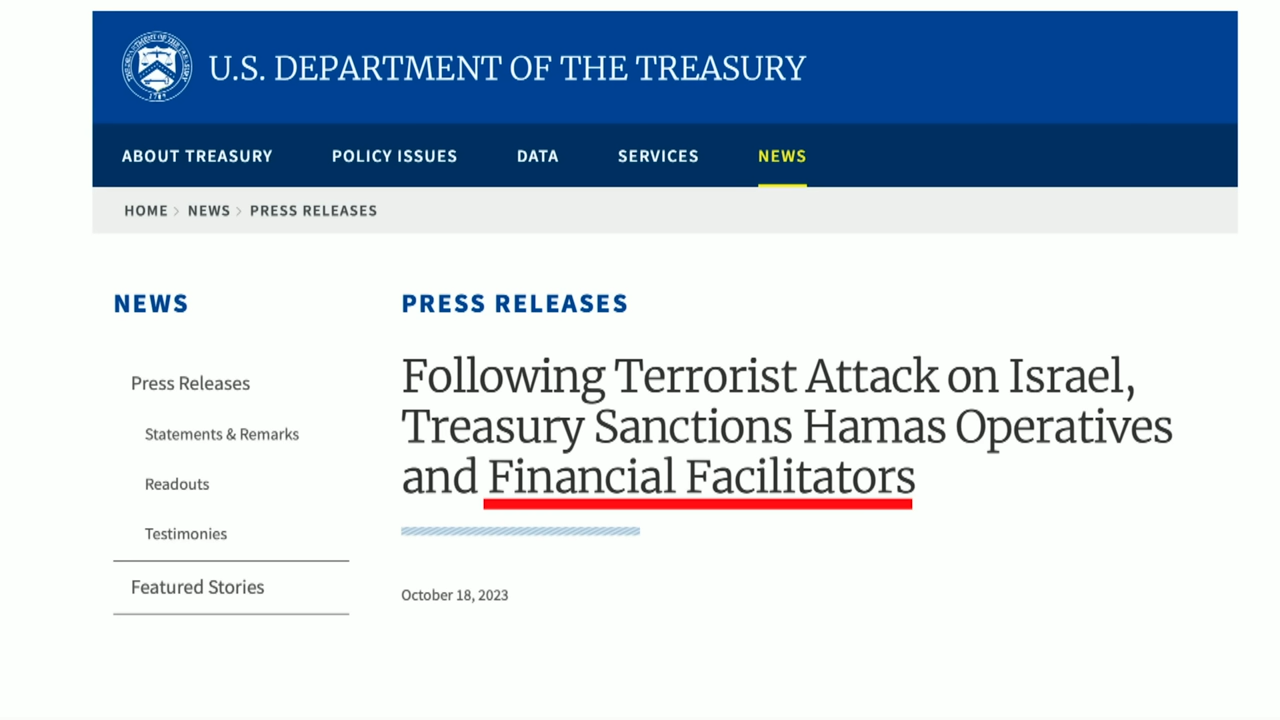 U.S. DEPARTMENT OF THE TREASURY
ABOUT TREASURY POLICY ISSUES DATA SERVICES NEWS
HOME > NEWS > PRESS RELEASES
NEWS
Press Releases
Statements & Remarks
Readouts
Testimonies
Featured Stories
PRESS RELEASES
Following Terrorist Attack on Israel,
Treasury Sanctions Hamas Operatives
and Financial Facilitators
October 18, 2023